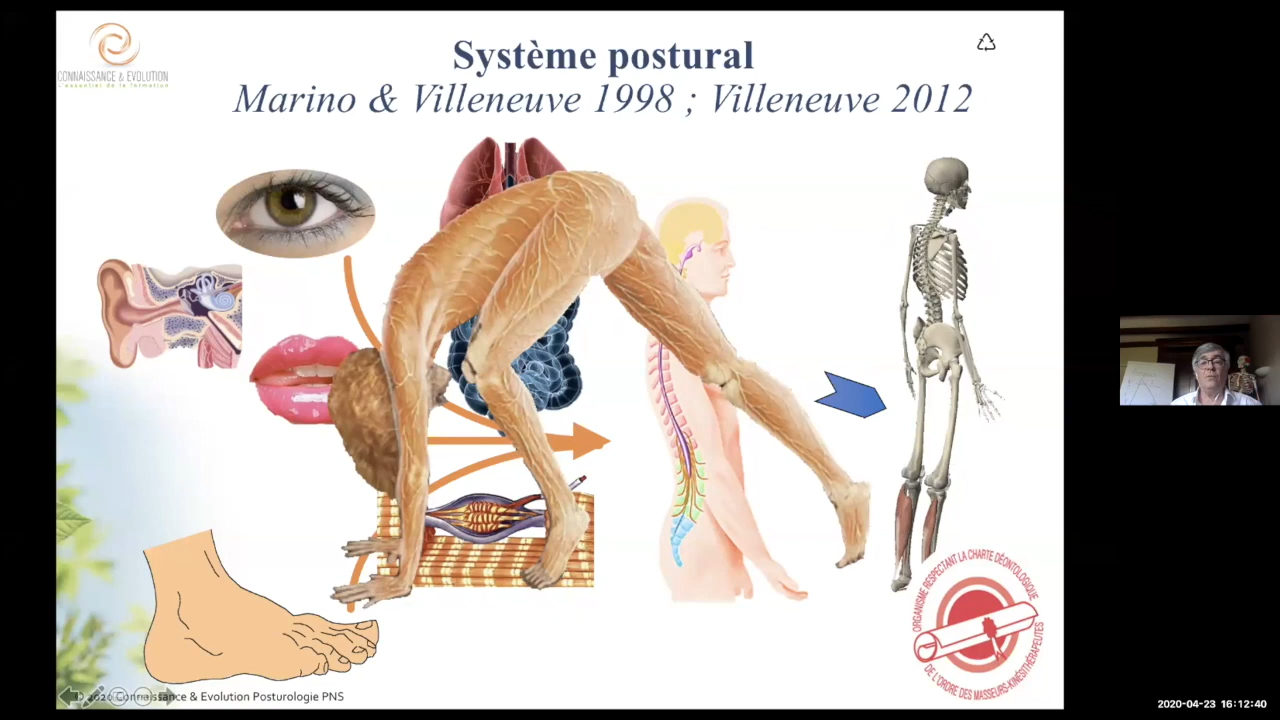 Système postural
Marino & Villeneuve 1998 ; Villeneuve 2012
CONNAISSANCE & EVOLUTION
L'essentiel de la formation
ORGANISME RESPECTANT LA CHARTE DÉONTOLOGIQUE
DE L'ORDRE DES MASSEURS-KINÉSITHÉRAPEUTES
© 2020 Connaissance & Evolution Posturologie PNS
2020-04-23 16:12:40